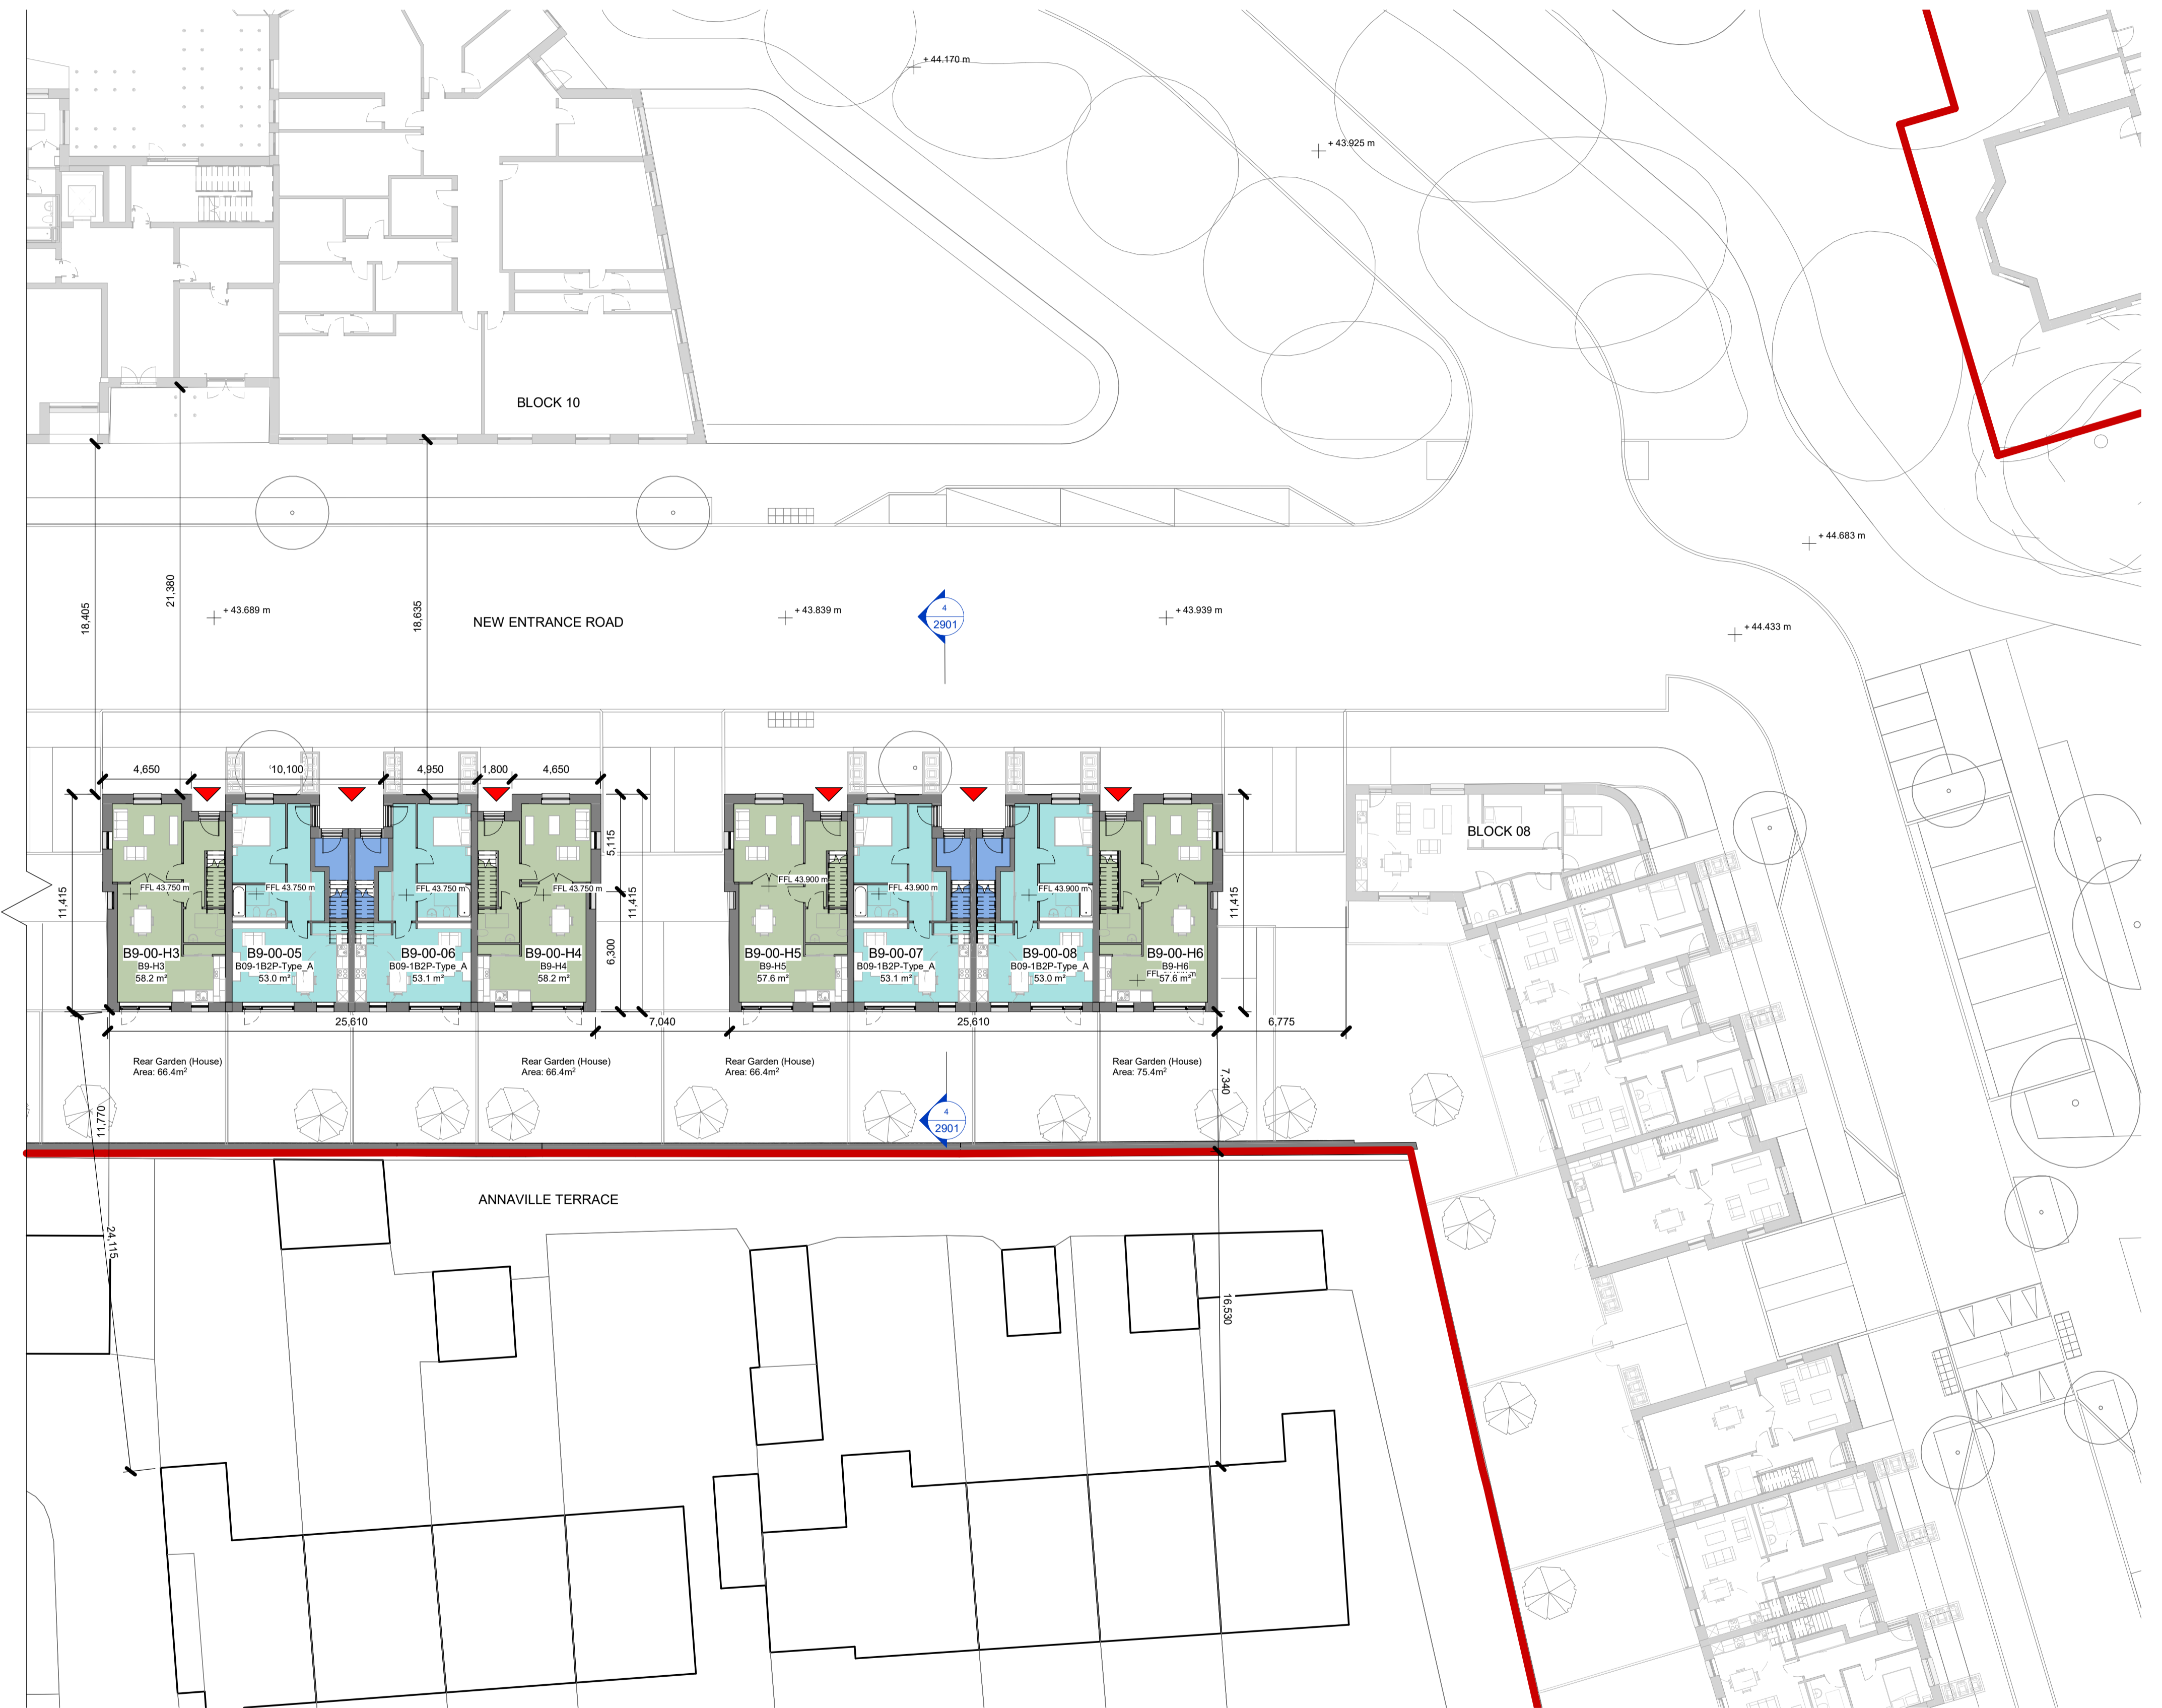 + 44.170 m
+ 43.925 m
BLOCK 10
+ 44.683 m
18,405
21,380
18,635
+ 43.689 m
NEW ENTRANCE ROAD
+ 43.839 m
4
2901
+ 43.939 m
+ 44.433 m
4,650
10,100
4,950
1,800
4,650
BLOCK 08
11,415
5,115
11,415
11,415
6,300
FFL 43.750 m
FFL 43.750 m
FFL 43.750 m
FFL 43.750 m
FFL 43.900 m
FFL 43.900 m
FFL 43.900 m
B9-00-H3
B9-H3
58.2 m²
B9-00-05
B09-1B2P-Type_A
53.0 m²
B9-00-06
B09-1B2P-Type_A
53.1 m²
B9-00-H4
B9-H4
58.2 m²
B9-00-H5
B9-H5
57.6 m²
B9-00-07
B09-1B2P-Type_A
53.1 m²
B9-00-08
B09-1B2P-Type_A
53.0 m²
B9-00-H6
B9-H6
FFL
57.6 m²
25,610
7,040
25,610
6,775
Rear Garden (House)
Area: 66.4m²
Rear Garden (House)
Area: 66.4m²
Rear Garden (House)
Area: 66.4m²
Rear Garden (House)
Area: 75.4m²
7,340
11,770
4
2901
ANNAVILLE TERRACE
24,115
16,530